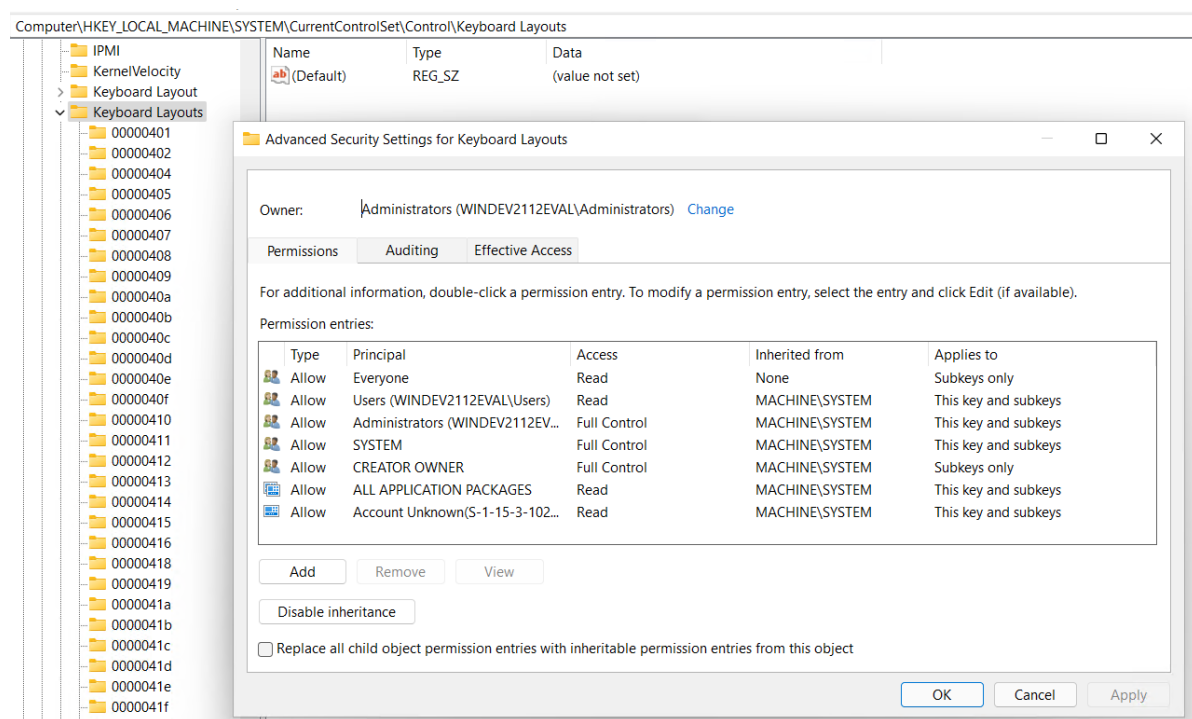 Computer\HKEY_LOCAL_MACHINE\SYSTEM\CurrentControlSet\Control\Keyboard Layouts
IPMI
KernelVelocity
Keyboard Layout
Keyboard Layouts
00000401
00000402
00000404
00000405
00000406
00000407
00000408
00000409
0000040a
0000040b
0000040c
0000040d
0000040e
0000040f
00000410
00000411
00000412
00000413
00000414
00000415
00000416
00000418
00000419
0000041a
0000041b
0000041c
0000041d
0000041e
0000041f
Name Type Data
ab (Default) REG_SZ (value not set)
Advanced Security Settings for Keyboard Layouts
Owner: Administrators (WINDEV2112EVAL\Administrators) Change
Permissions Auditing Effective Access
For additional information, double-click a permission entry. To modify a permission entry, select the entry and click Edit (if available).
Permission entries:
Type Principal Access Inherited from Applies to
Allow Everyone Read None Subkeys only
Allow Users (WINDEV2112EVAL\Users) Read MACHINE\SYSTEM This key and subkeys
Allow Administrators (WINDEV2112EV... Full Control MACHINE\SYSTEM This key and subkeys
Allow SYSTEM Full Control MACHINE\SYSTEM This key and subkeys
Allow CREATOR OWNER Full Control MACHINE\SYSTEM Subkeys only
Allow ALL APPLICATION PACKAGES Read MACHINE\SYSTEM This key and subkeys
Allow Account Unknown(S-1-15-3-102... Read MACHINE\SYSTEM This key and subkeys
Add Remove View
Disable inheritance
Replace all child object permission entries with inheritable permission entries from this object
OK Cancel Apply